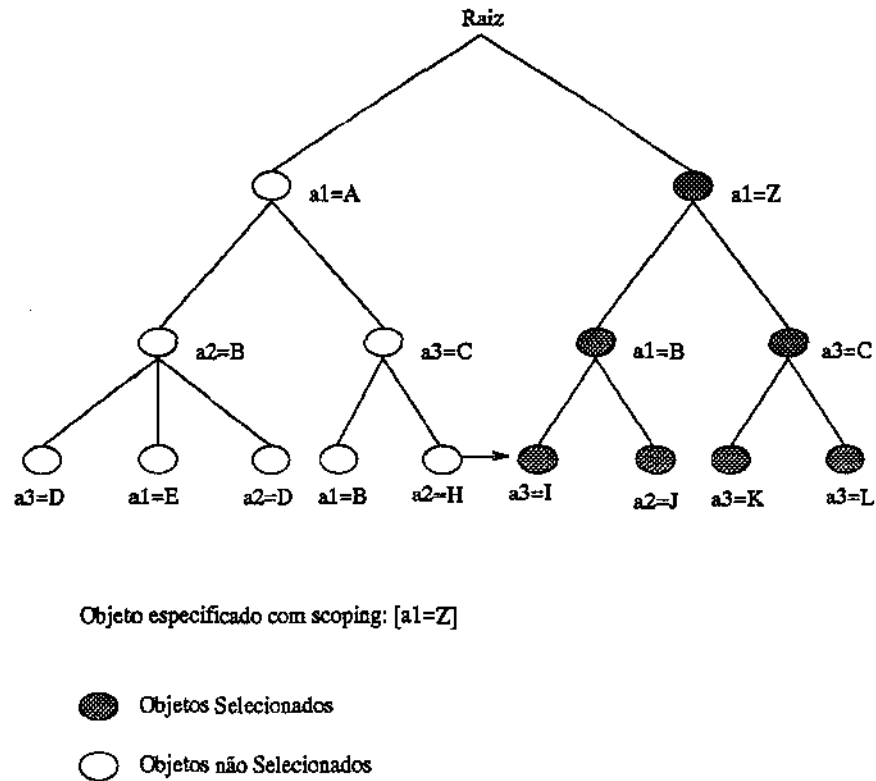 Raiz
a1=A
a1=Z
a2=B
a3=C
a1=B
a3=C
a3=D
a1=E
a2=D
a1=B
a2=H
a3=I
a2=J
a3=K
a3=L
Objeto especificado com scoping: [a1=Z]
Objetos Selecionados
Objetos não Selecionados